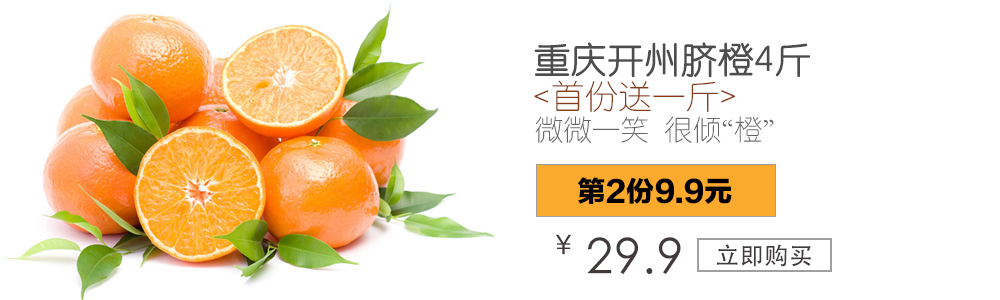 重庆开州脐橙4斤
<首份送一斤>
微微一笑 很倾“橙”
第2份9.9元
¥ 29.9 立即购买